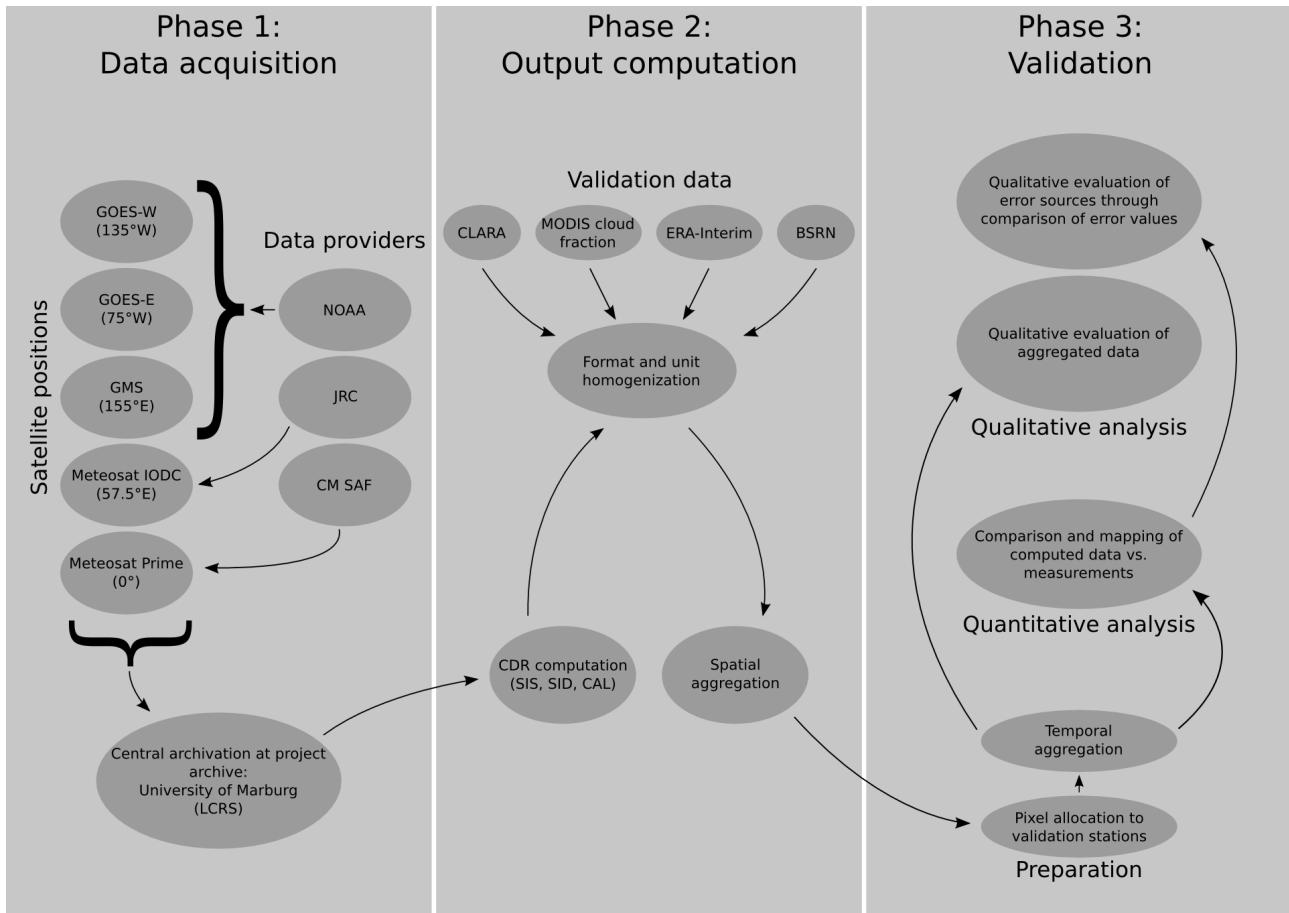 Phase 1:
Data acquisition
Satellite positions
GOES-W
(135°W)
GOES-E
(75°W)
GMS
(155°E)
Meteosat IODC
(57.5°E)
Meteosat Prime
(0°)
Data providers
NOAA
JRC
CM SAF
Central archivation at project
archive:
University of Marburg
(LCRS)
Phase 2:
Output computation
Validation data
CLARA
MODIS cloud
fraction
ERA-Interim
BSRN
Format and unit
homogenization
CDR computation
(SIS, SID, CAL)
Spatial
aggregation
Phase 3:
Validation
Qualitative evaluation of
error sources through
comparison of error values
Qualitative evaluation of
aggregated data
Qualitative analysis
Comparison and mapping of
computed data vs.
measurements
Quantitative analysis
Temporal
aggregation
Pixel allocation to
validation stations
Preparation